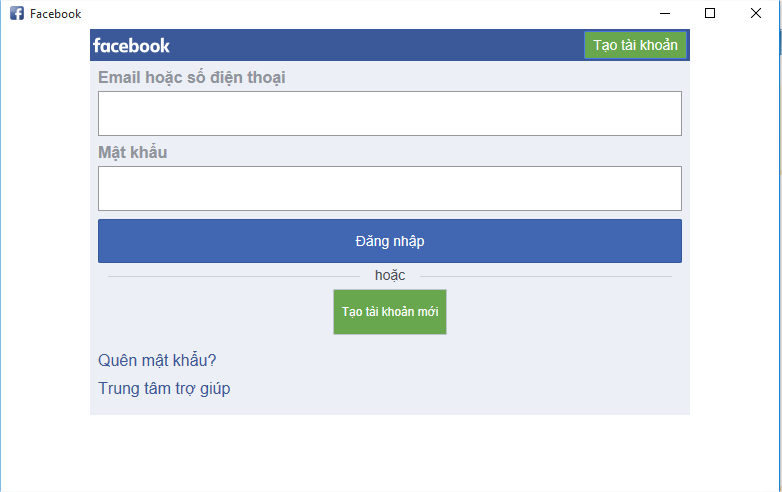 Facebook
facebook
Tạo tài khoản
Email hoặc số điện thoại
Mật khẩu
Đăng nhập
hoặc
Tạo tài khoản mới
Quên mật khẩu?
Trung tâm trợ giúp